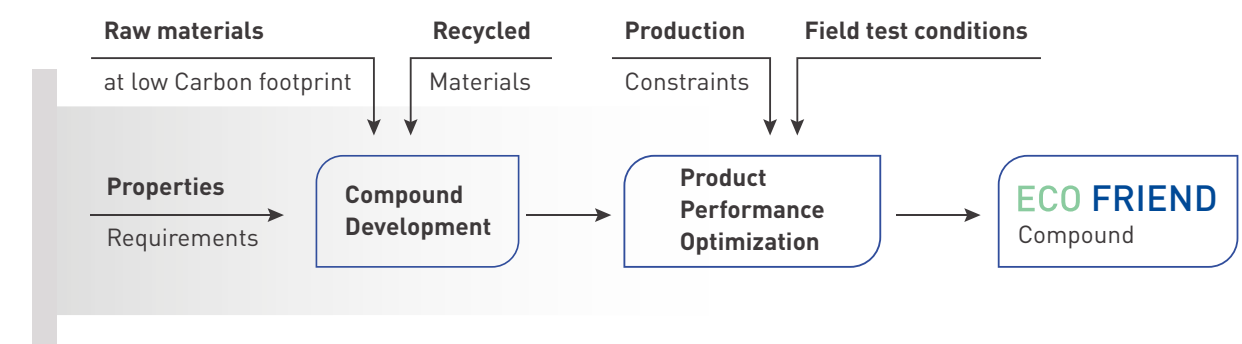 Raw materials
at low Carbon footprint
Recycled
Materials
Production
Constraints
Field test conditions
Properties
Requirements
Compound
Development
Product
Performance
Optimization
ECO FRIEND
Compound